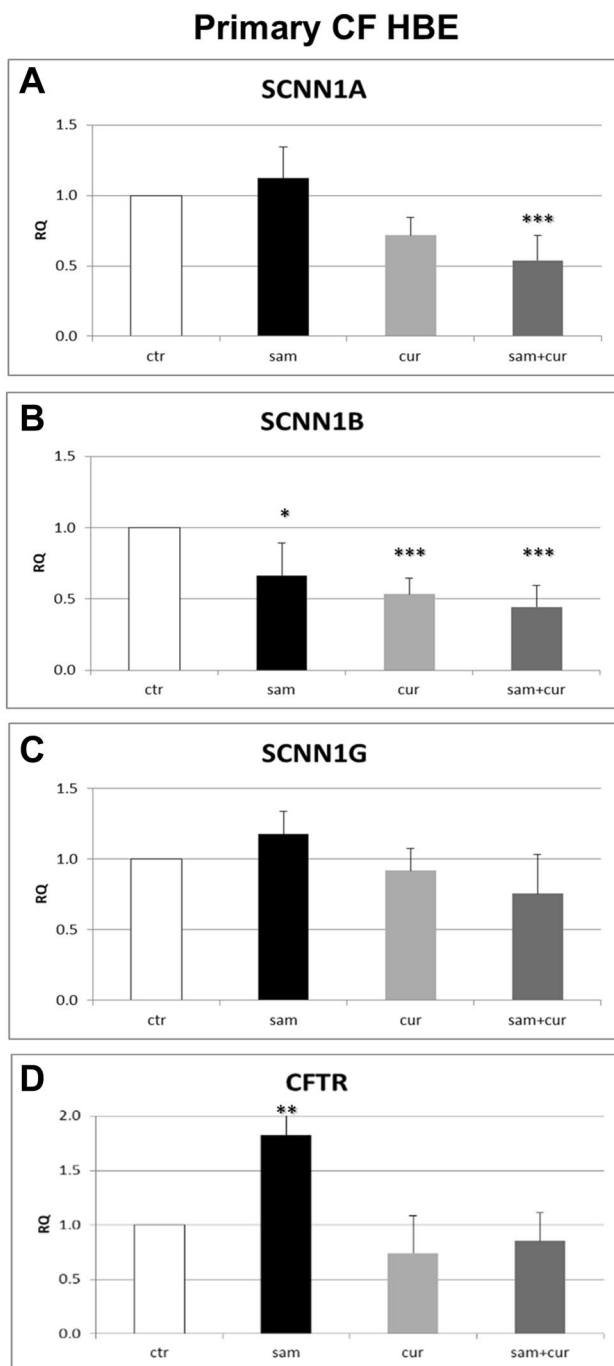 Primary CF HBE
A
SCNN1A
1.5
1.0
0.5
0.0
RQ
***
ctr sam cur sam+cur
B
SCNN1B
1.5
1.0
0.5
0.0
RQ
* *** ***
ctr sam cur sam+cur
C
SCNN1G
1.5
1.0
0.5
0.0
RQ
ctr sam cur sam+cur
D
CFTR
2.0
1.5
1.0
0.5
0.0
RQ
**
ctr sam cur sam+cur